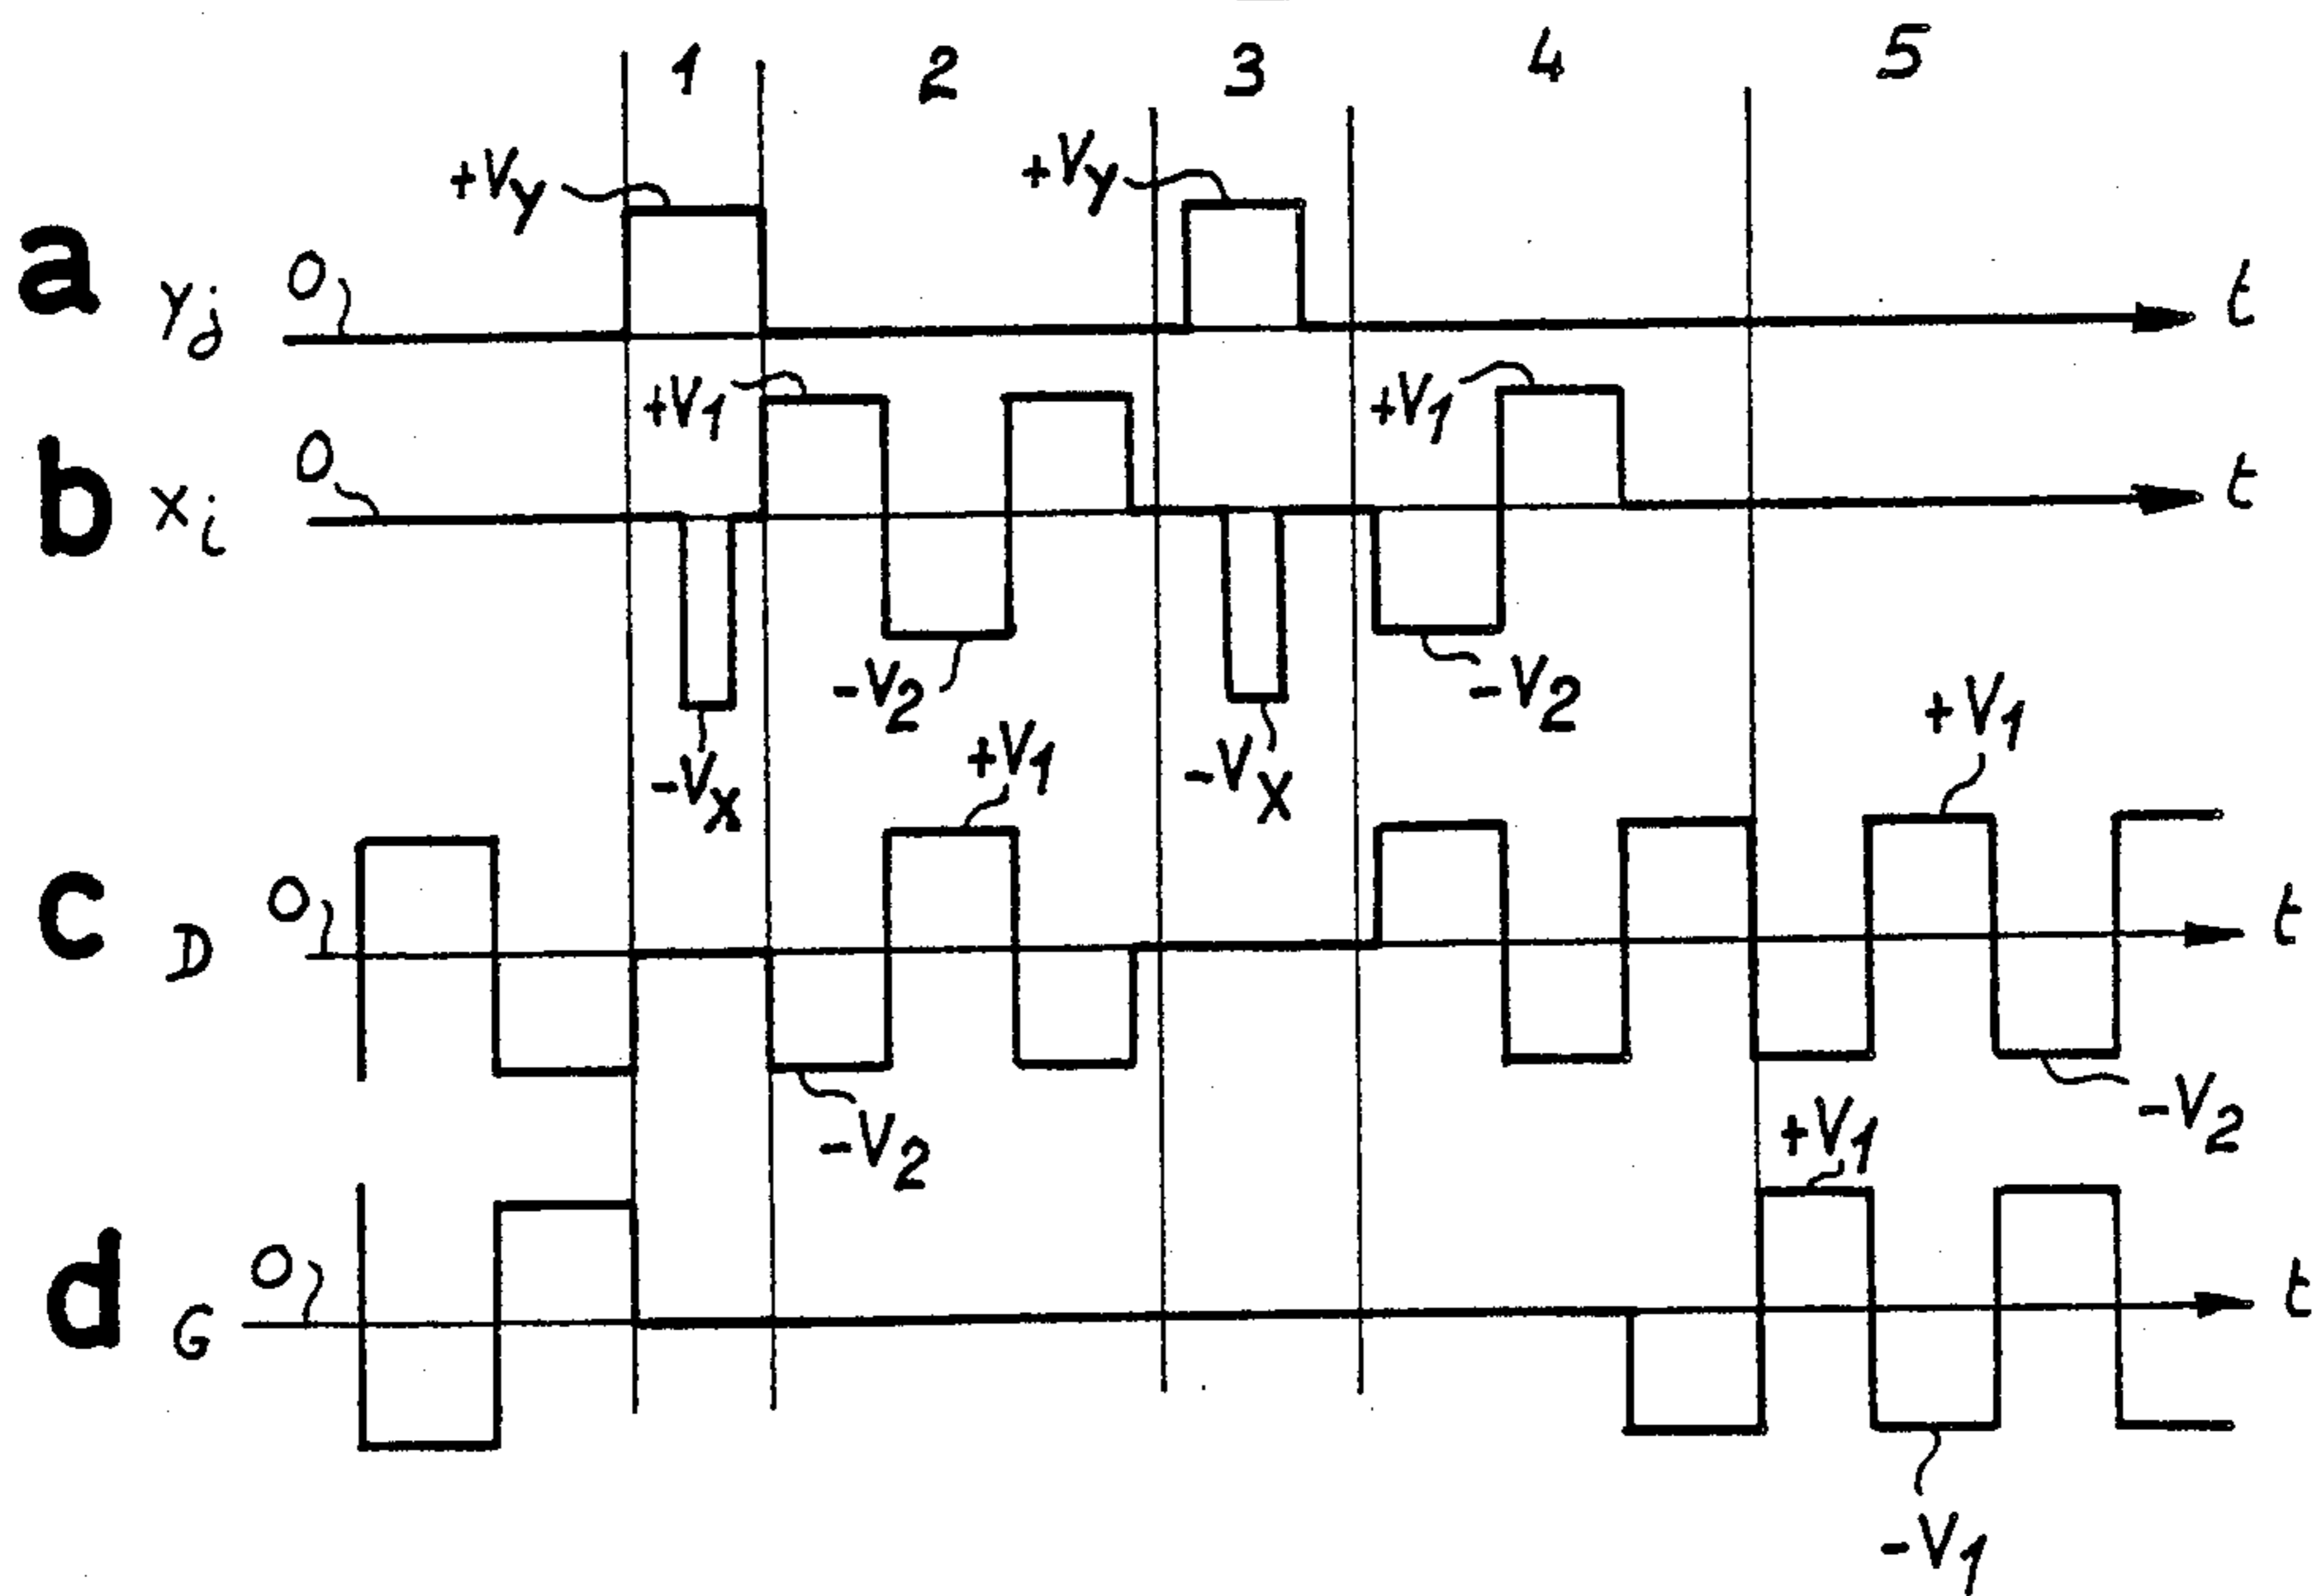 1 2 3 4 5
+Vy +Vy
a Yj 0 t
+V1 +V1
b Xi 0 t
-V2 -V2
-Vx -Vx
+V1 +V1
c D 0 t
-V2 -V2
+V1
d G 0 t
-V1